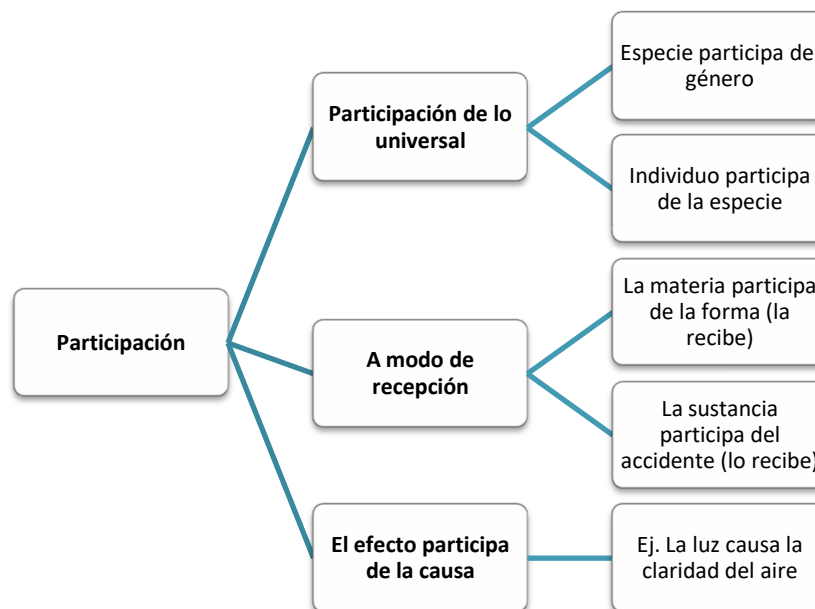 Participación
Participación de lo
universal
Especie participa de
género
Individuo participa
de la especie
A modo de
recepción
La materia participa
de la forma (la
recibe)
La sustancia
participa del
accidente (lo recibe)
El efecto participa
de la causa
Ej. La luz causa la
claridad del aire